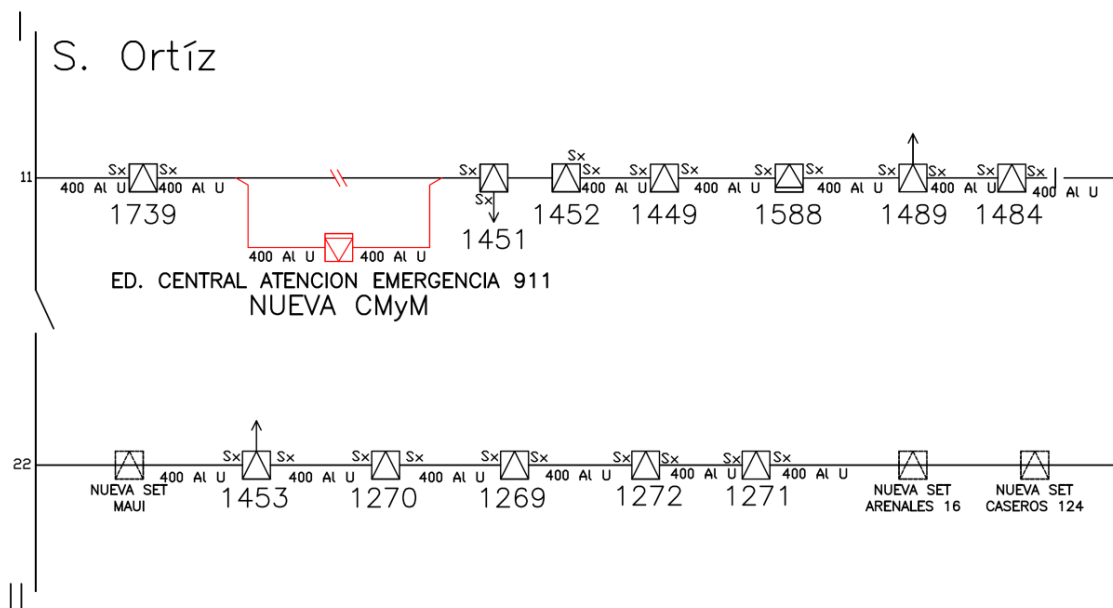 I
S. Ortíz
Sx
Sx Sx Sx Sx Sx Sx Sx Sx Sx Sx Sx Sx Sx
11
400 Al U 400 Al U 400 Al U 400 Al U 400 Al U 400 Al U 400 Al U
Sx
1739 1451 1452 1449 1588 1489 1484
400 Al U 400 Al U
ED. CENTRAL ATENCION EMERGENCIA 911
NUEVA CMyM
Sx Sx Sx Sx Sx Sx Sx Sx Sx Sx
22
400 Al U 400 Al U 400 Al U 400 Al U 400 Al U 400 Al U
NUEVA SET MAUI
1453 1270 1269 1272 1271
NUEVA SET ARENALES 16
NUEVA SET CASEROS 124
II